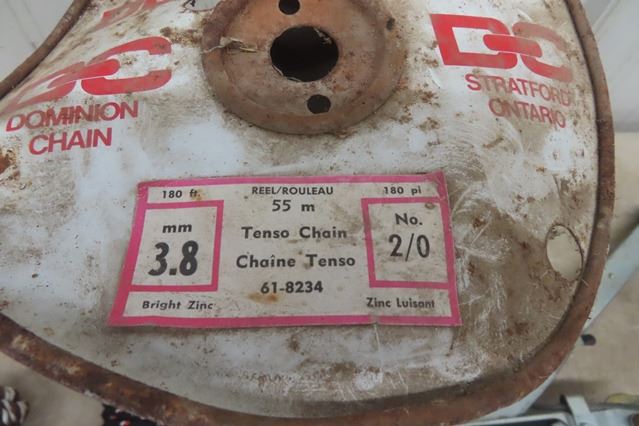 DC
DOMINION
CHAIN
DC
STRATFORD
ONTARIO
180 ft. REEL/ROULEAU 180 pi
55 m
mm
3.8
Tenso Chain
Chaîne Tenso
61-8234
No.
2/0
Bright Zinc
Zinc Luisant